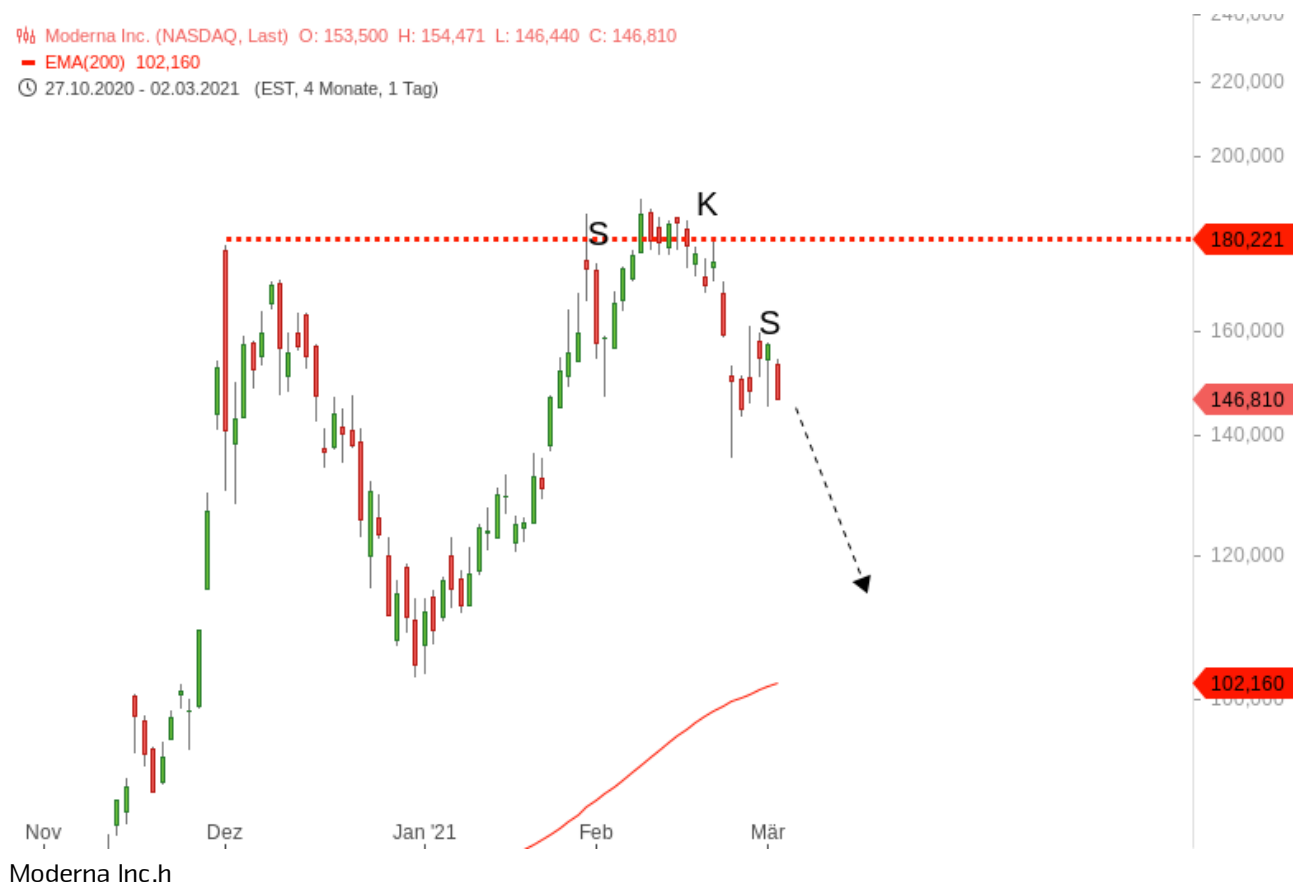 Moderna Inc. (NASDAQ, Last) O: 153,500 H: 154,471 L: 146,440 C: 146,810
EMA(200) 102,160
27.10.2020 - 02.03.2021 (EST, 4 Monate, 1 Tag)
240,000
220,000
200,000
K
S
180,221
S
160,000
146,810
140,000
120,000
102,160
100,000
Nov Dez Jan '21 Feb Mär
Moderna Inc.h